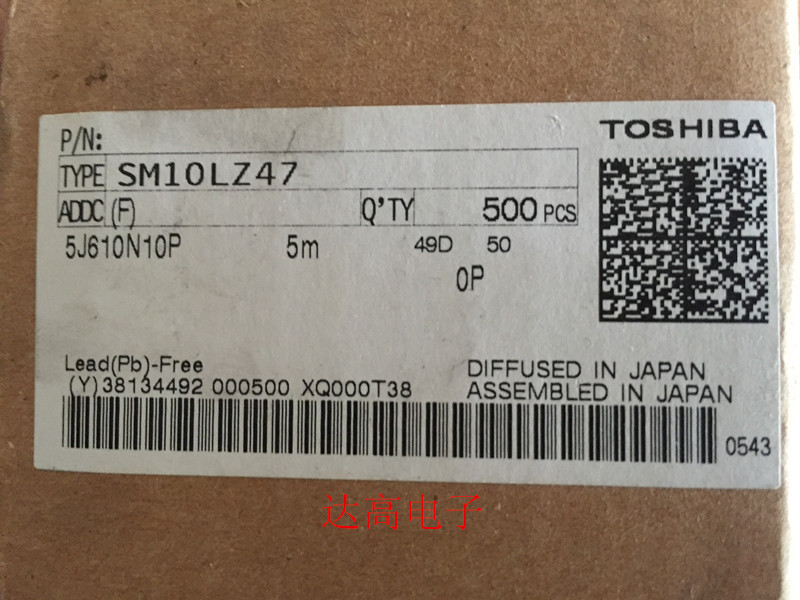 P/N:
TOSHIBA
TYPE SM10LZ47
ADDC (F) Q'TY 500 PCS
5J610N10P 5m 49D 50
0P
Lead(Pb)-Free DIFFUSED IN JAPAN
(Y)38134492 000500 XQ000T38 ASSEMBLED IN JAPAN
0543
达高电子